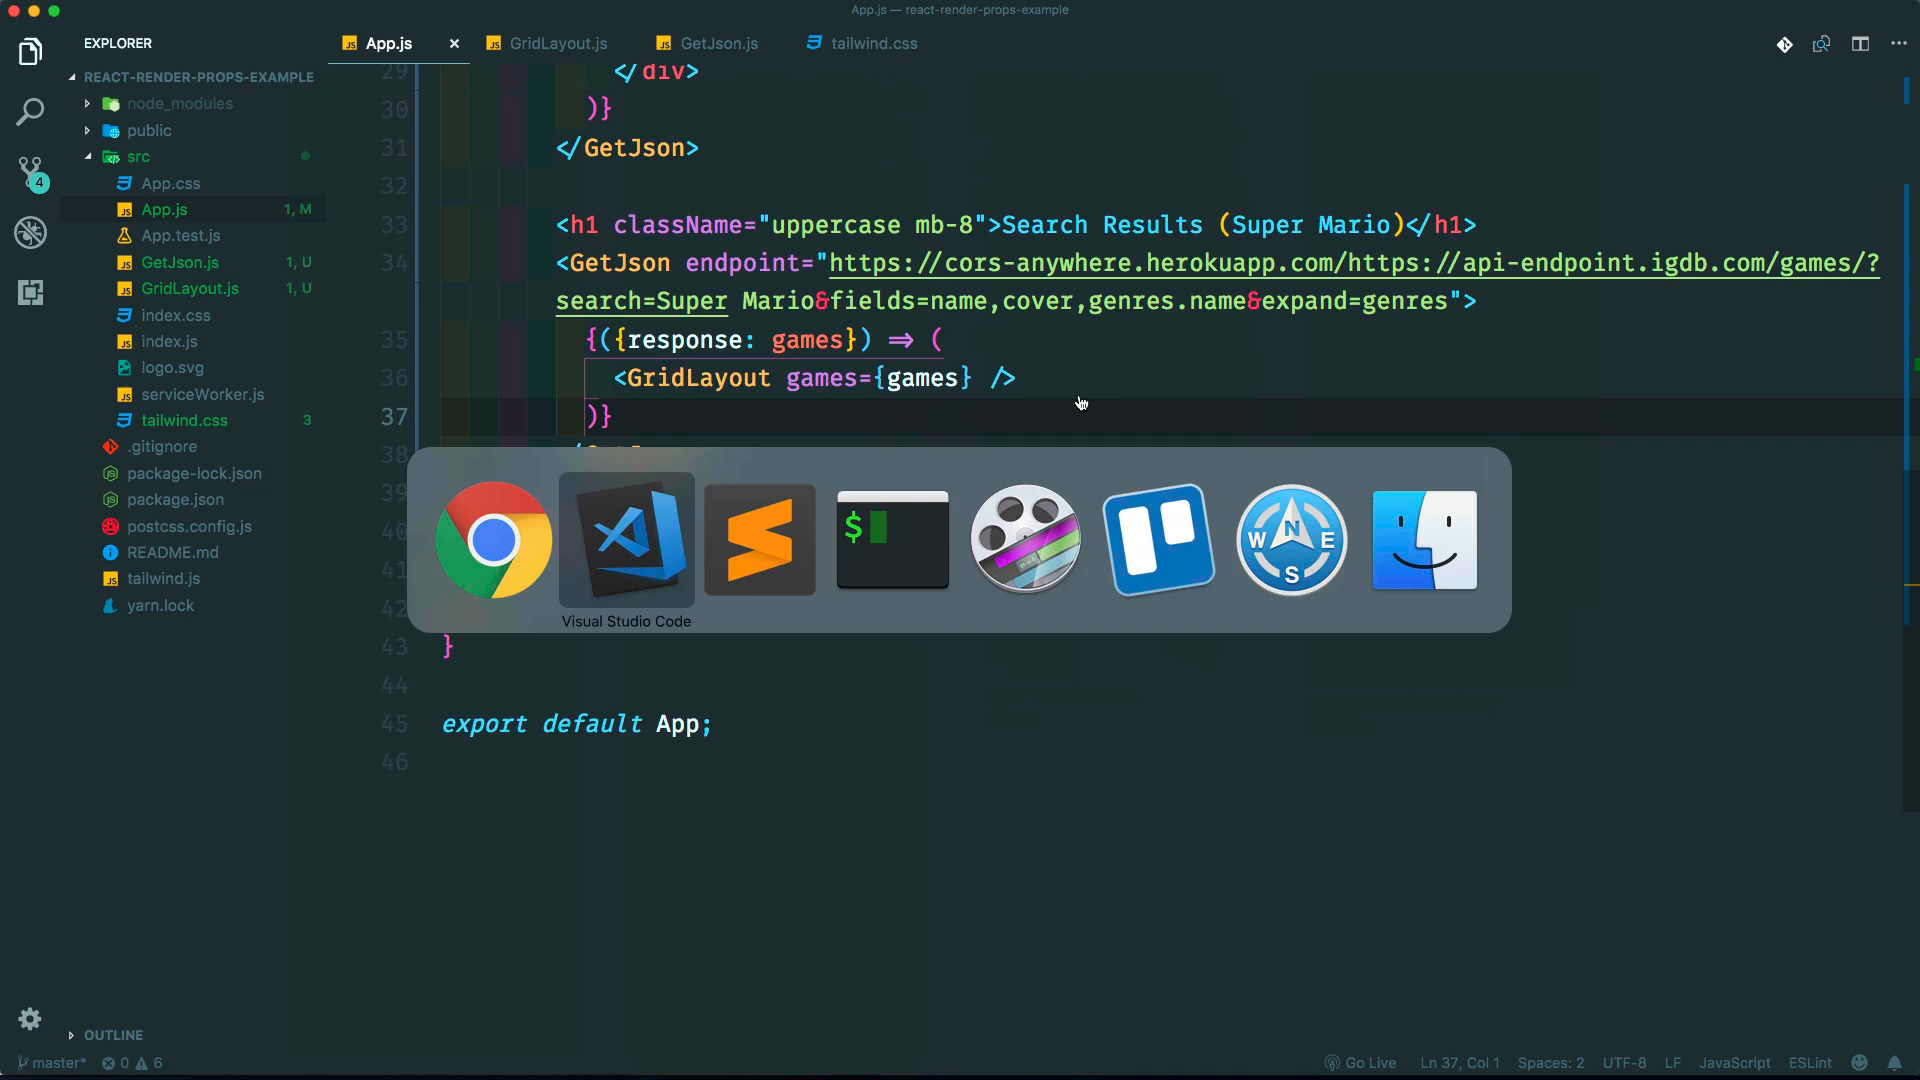 App.js — react-render-props-example
EXPLORER
App.js
GridLayout.js
GetJson.js
tailwind.css
REACT-RENDER-PROPS-EXAMPLE
node_modules
public
src
App.css
App.js 1, M
App.test.js
GetJson.js 1, U
GridLayout.js 1, U
index.css
index.js
logo.svg
serviceWorker.js
tailwind.css 3
.gitignore
package-lock.json
package.json
postcss.config.js
README.md
tailwind.js
yarn.lock
4
29 </div>
30 )}
31 </GetJson>
32
33 <h1 className="uppercase mb-8">Search Results (Super Mario)</h1>
34 <GetJson endpoint="https://cors-anywhere.herokuapp.com/https://api-endpoint.igdb.com/games/?
search=Super Mario&fields=name,cover,genres.name&expand=genres">
35 {({response: games}) => (
36 <GridLayout games={games} />
37 )}
38
39
40
41
42
43 }
44
45 export default App;
46
$
N
W E
S
Visual Studio Code
OUTLINE
master* 0 6
Go Live Ln 37, Col 1 Spaces: 2 UTF-8 LF JavaScript ESLint